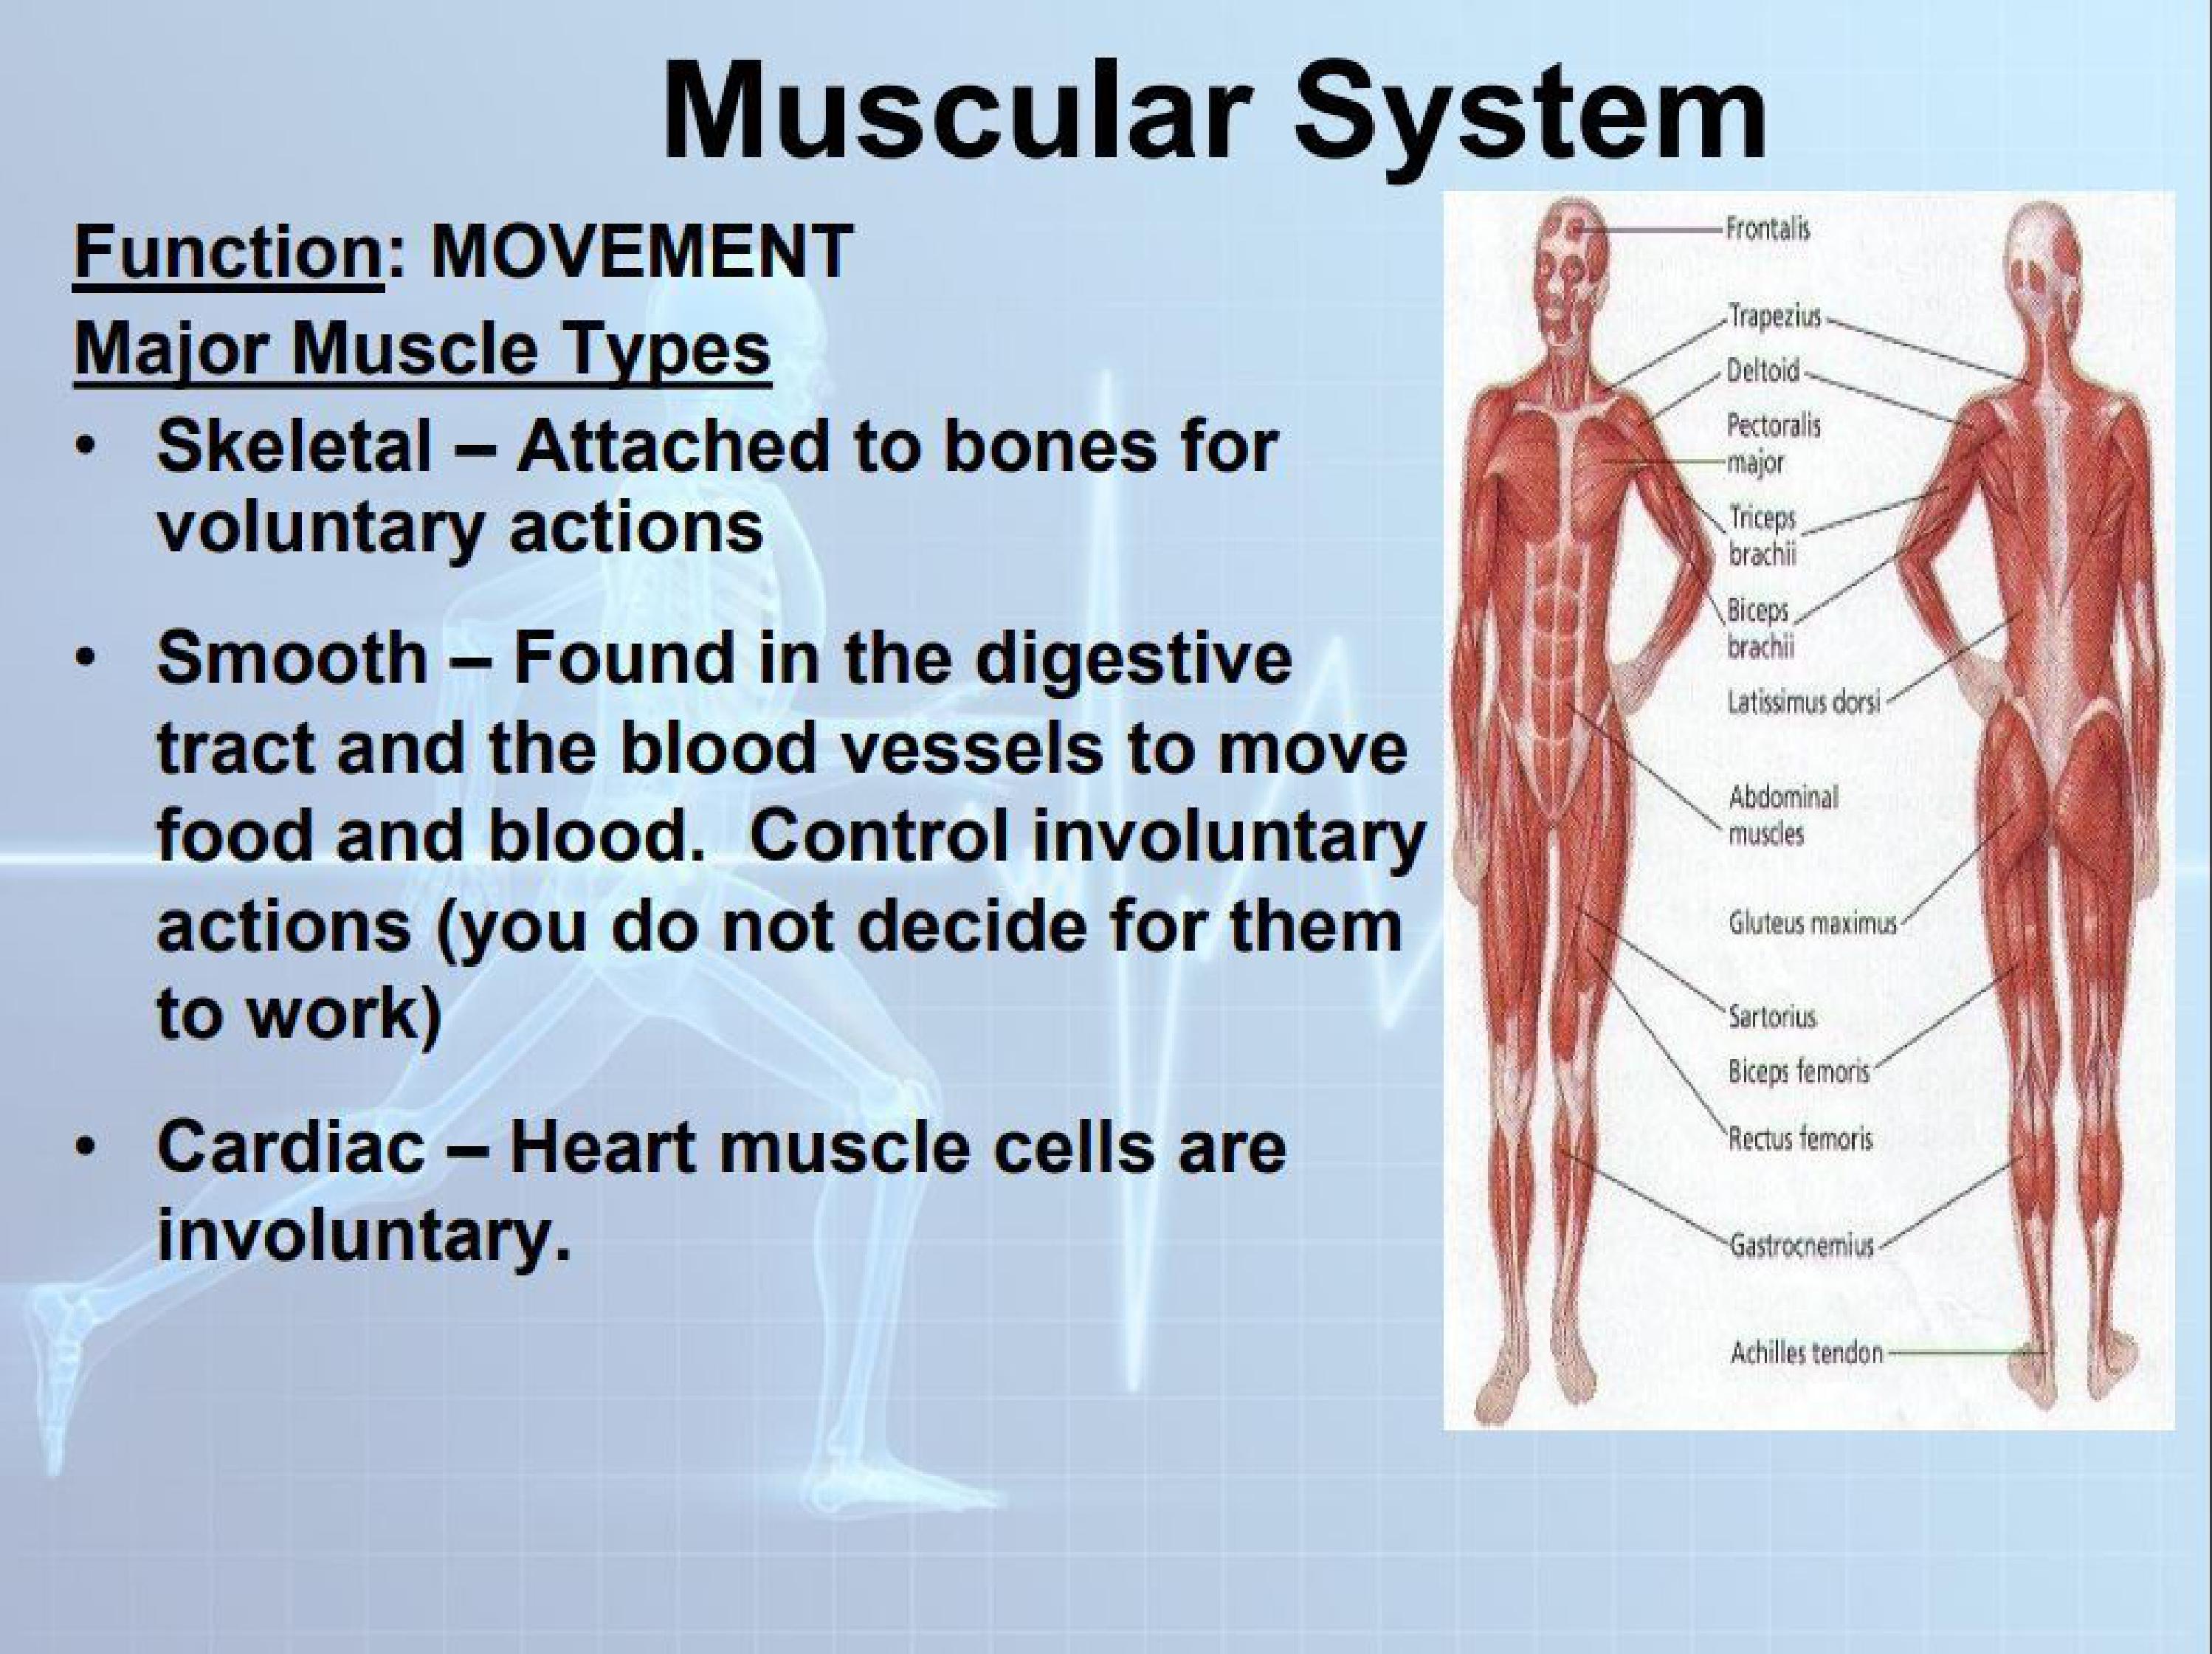 Muscular System
Function: MOVEMENT
Major Muscle Types
• Skeletal – Attached to bones for
voluntary actions
• Smooth – Found in the digestive
tract and the blood vessels to move
food and blood.  Control involuntary
actions (you do not decide for them
to work)
• Cardiac – Heart muscle cells are
involuntary.
Frontalis
Trapezius
Deltoid
Pectoralis
major
Triceps
brachii
Biceps
brachii
Latissimus dorsi
Abdominal
muscles
Gluteus maximus
Sartorius
Biceps femoris
Rectus femoris
Gastrocnemius
Achilles tendon